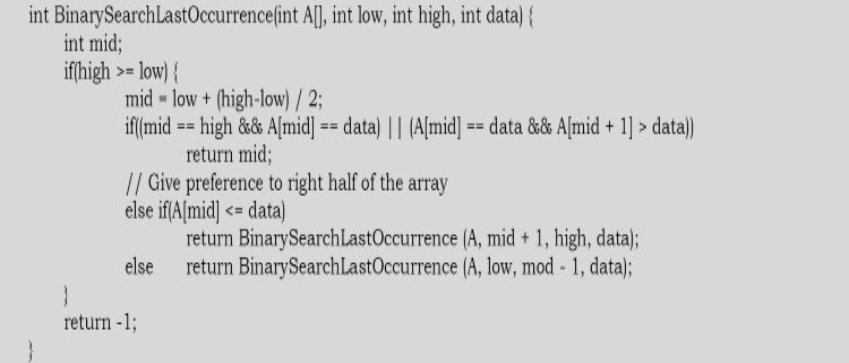 int BinarySearchLastOccurrence(int A[], int low, int high, int data) {
int mid;
if(high >= low) {
mid = low + (high-low) / 2;
if((mid == high && A[mid] == data) || (A[mid] == data && A[mid + 1] > data))
return mid;
// Give preference to right half of the array
else if(A[mid] <= data)
return BinarySearchLastOccurrence (A, mid + 1, high, data);
else return BinarySearchLastOccurrence (A, low, mod - 1, data);
}
return -1;
}